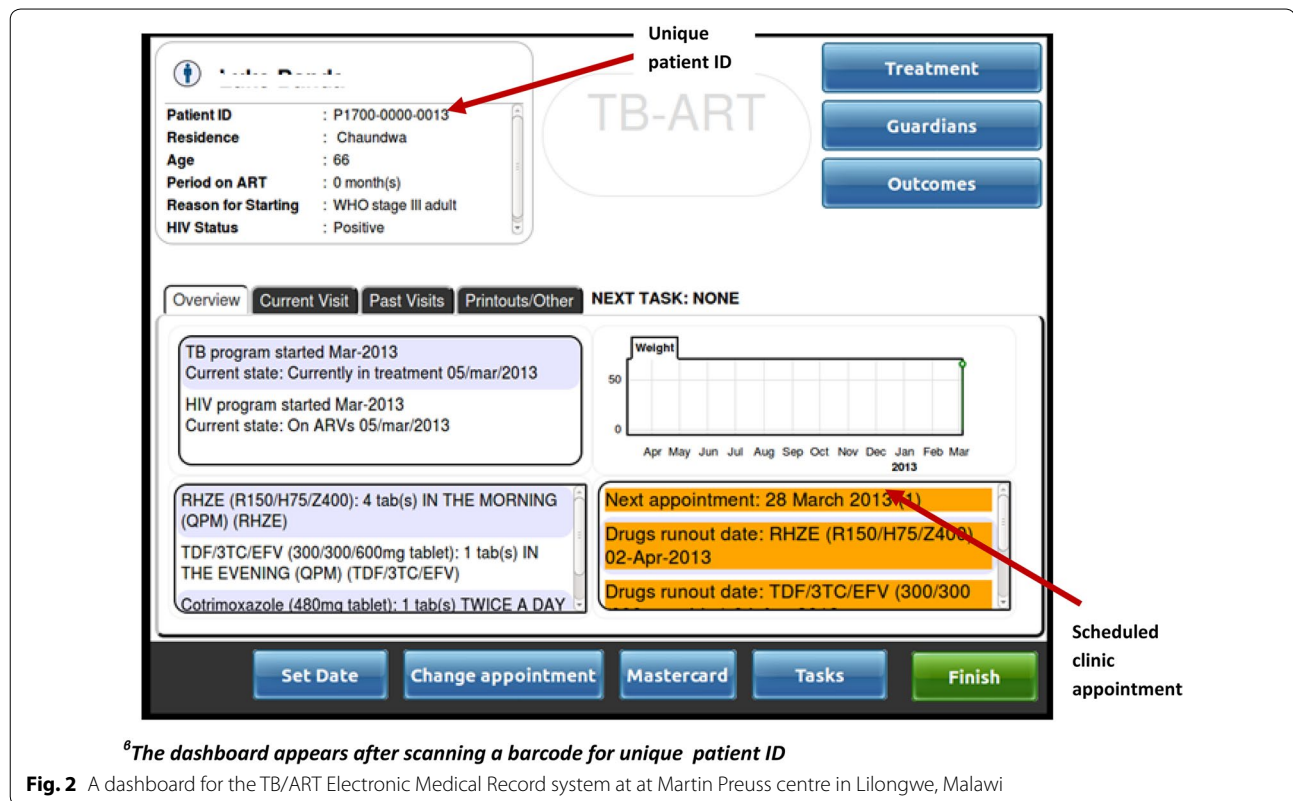 Unique
patient ID
Patient ID : P1700-0000-0013
Residence : Chaundwa
Age : 66
Period on ART : 0 month(s)
Reason for Starting : WHO stage III adult
HIV Status : Positive
TB-ART
Treatment
Guardians
Outcomes
Overview Current Visit Past Visits Printouts/Other NEXT TASK: NONE
TB program started Mar-2013
Current state: Currently in treatment 05/mar/2013
HIV program started Mar-2013
Current state: On ARVs 05/mar/2013
Weight
50
0
Apr May Jun Jul Aug Sep Oct Nov Dec Jan Feb Mar
2013
RHZE (R150/H75/Z400): 4 tab(s) IN THE MORNING
(QPM) (RHZE)
TDF/3TC/EFV (300/300/600mg tablet): 1 tab(s) IN
THE EVENING (QPM) (TDF/3TC/EFV)
Cotrimoxazole (480mg tablet): 1 tab(s) TWICE A DAY
Next appointment: 28 March 2013 (1)
Drugs runout date: RHZE (R150/H75/Z400)
02-Apr-2013
Drugs runout date: TDF/3TC/EFV (300/300
Scheduled
clinic
appointment
Set Date Change appointment Mastercard Tasks Finish
βThe dashboard appears after scanning a barcode for unique patient ID
Fig. 2 A dashboard for the TB/ART Electronic Medical Record system at at Martin Preuss centre in Lilongwe, Malawi